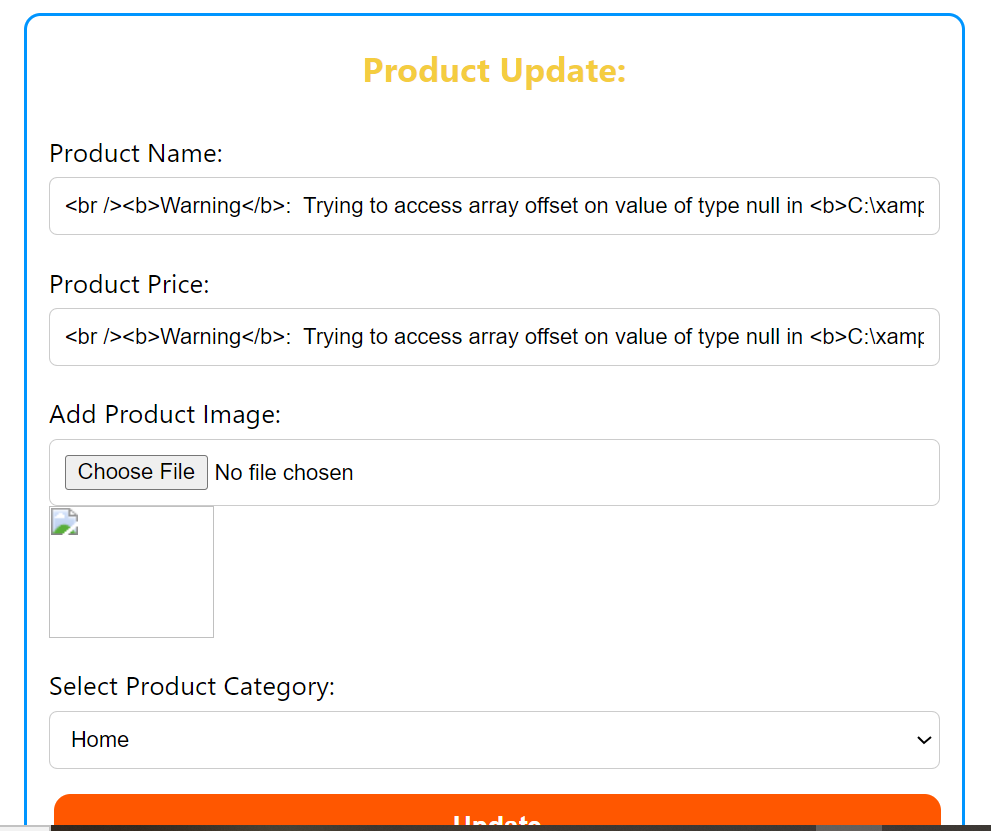 Product Update:
Product Name:
<br /><b>Warning</b>:  Trying to access array offset on value of type null in <b>C:\xamp
Product Price:
<br /><b>Warning</b>:  Trying to access array offset on value of type null in <b>C:\xamp
Add Product Image:
Choose File No file chosen
Select Product Category:
Home
Update